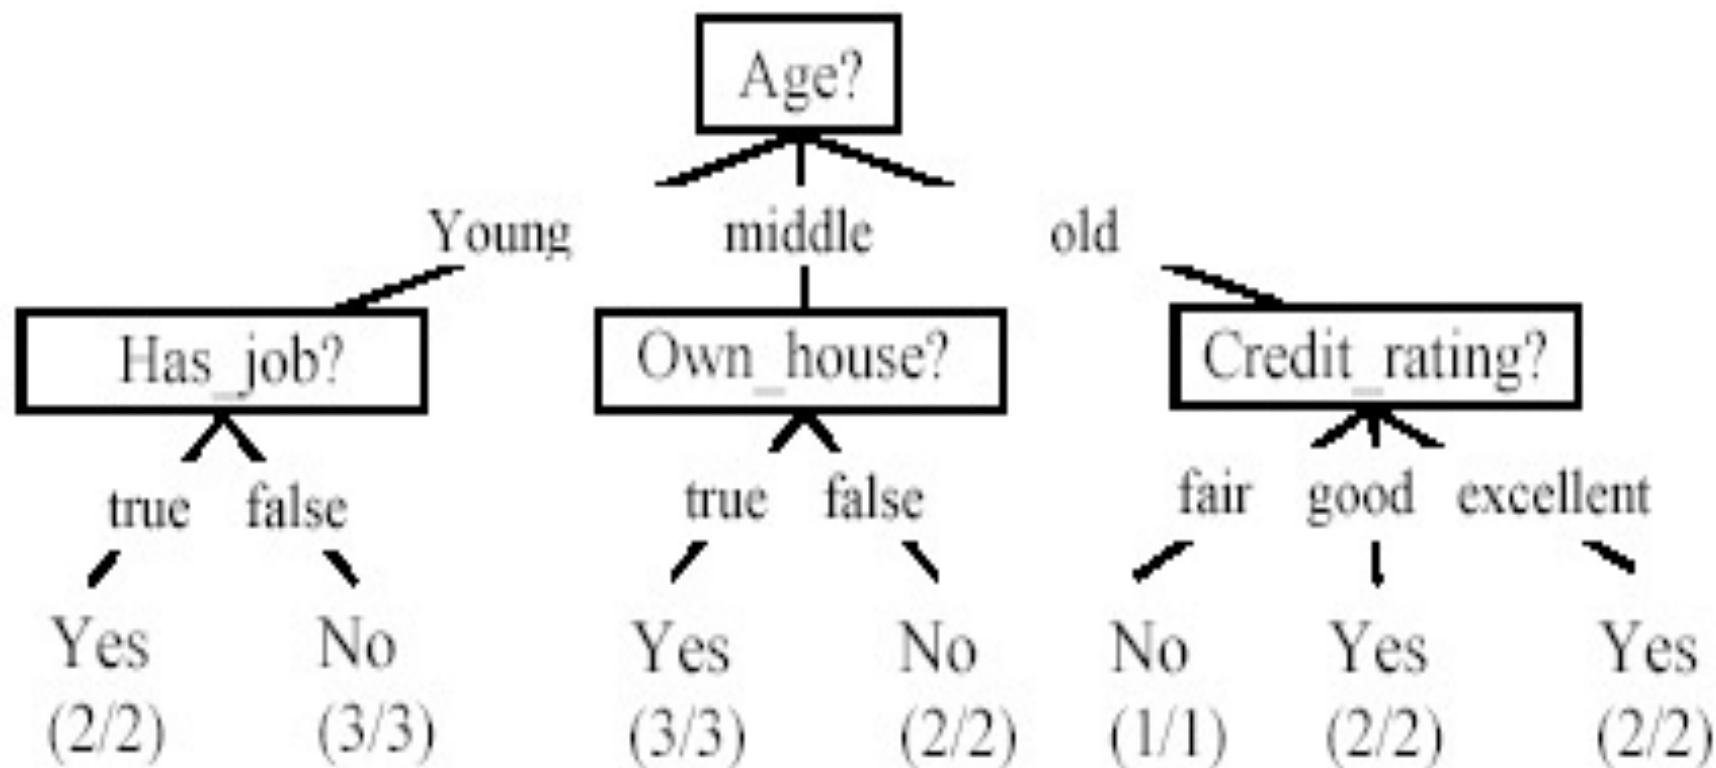 Age?
Young middle old
Has_job? Own_house? Credit_rating?
true false true false fair good excellent
Yes No Yes No No Yes Yes
(2/2) (3/3) (3/3) (2/2) (1/1) (2/2) (2/2)